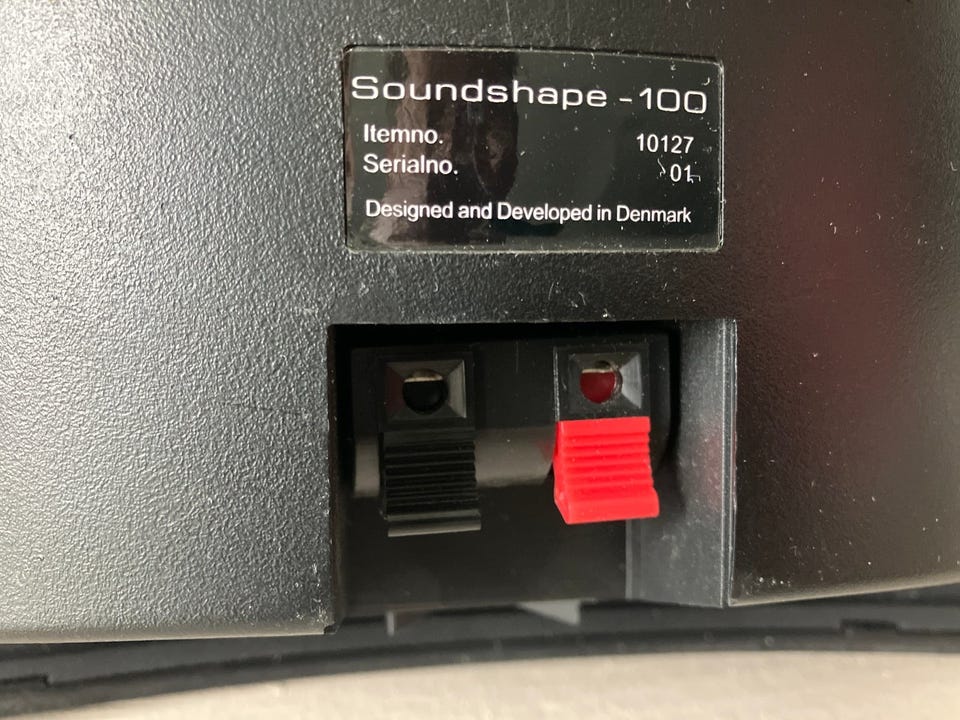 Soundshape -100
Itemno. 10127
Serialno. 01
Designed and Developed in Denmark